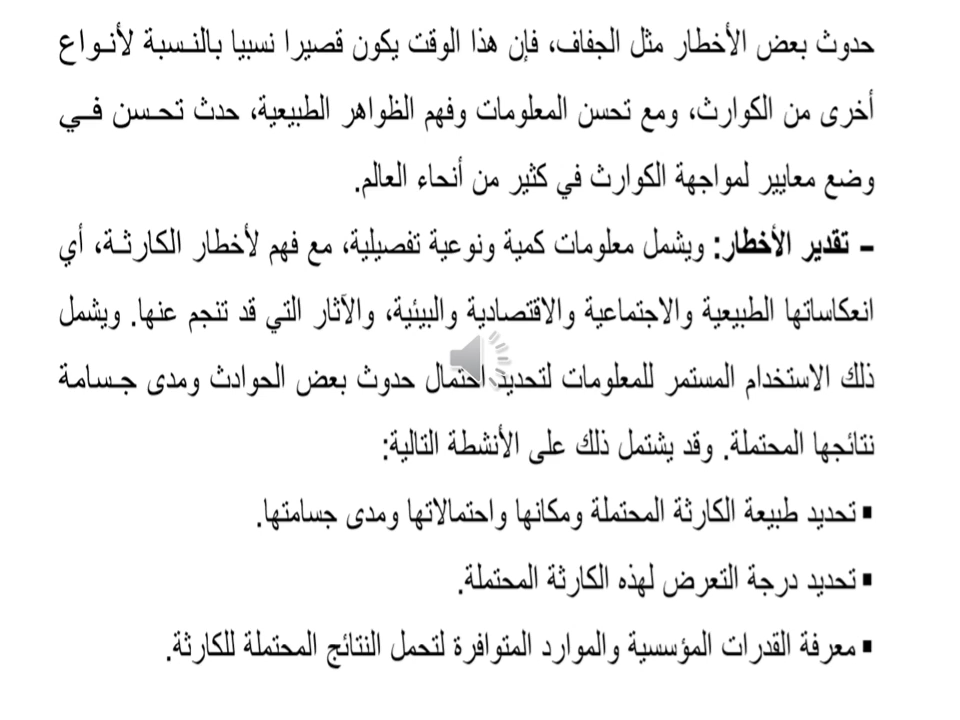 حدوث بعض الأخطار مثل الجفاف، فإن هذا الوقت يكون قصيرا نسبيا بالنسبة لأنواع
أخرى من الكوارث، ومع تحسن المعلومات وفهم الظواهر الطبيعية، حدث تحسن في
وضع معايير لمواجهة الكوارث في كثير من أنحاء العالم.
– تقدير الأخطار: ويشمل معلومات كمية ونوعية تفصيلية، مع فهم لأخطار الكارثة، أي
انعكاساتها الطبيعية والاجتماعية والاقتصادية والبيئية، والآثار التي قد تنجم عنها. ويشمل
ذلك الاستخدام المستمر للمعلومات لتحديد احتمال حدوث بعض الحوادث ومدى جسامة
نتائجها المحتملة. وقد يشتمل ذلك على الأنشطة التالية:
▪ تحديد طبيعة الكارثة المحتملة ومكانها واحتمالاتها ومدى جسامتها.
▪ تحديد درجة التعرض لهذه الكارثة المحتملة.
▪ معرفة القدرات المؤسسية والموارد المتوافرة لتحمل النتائج المحتملة للكارثة.